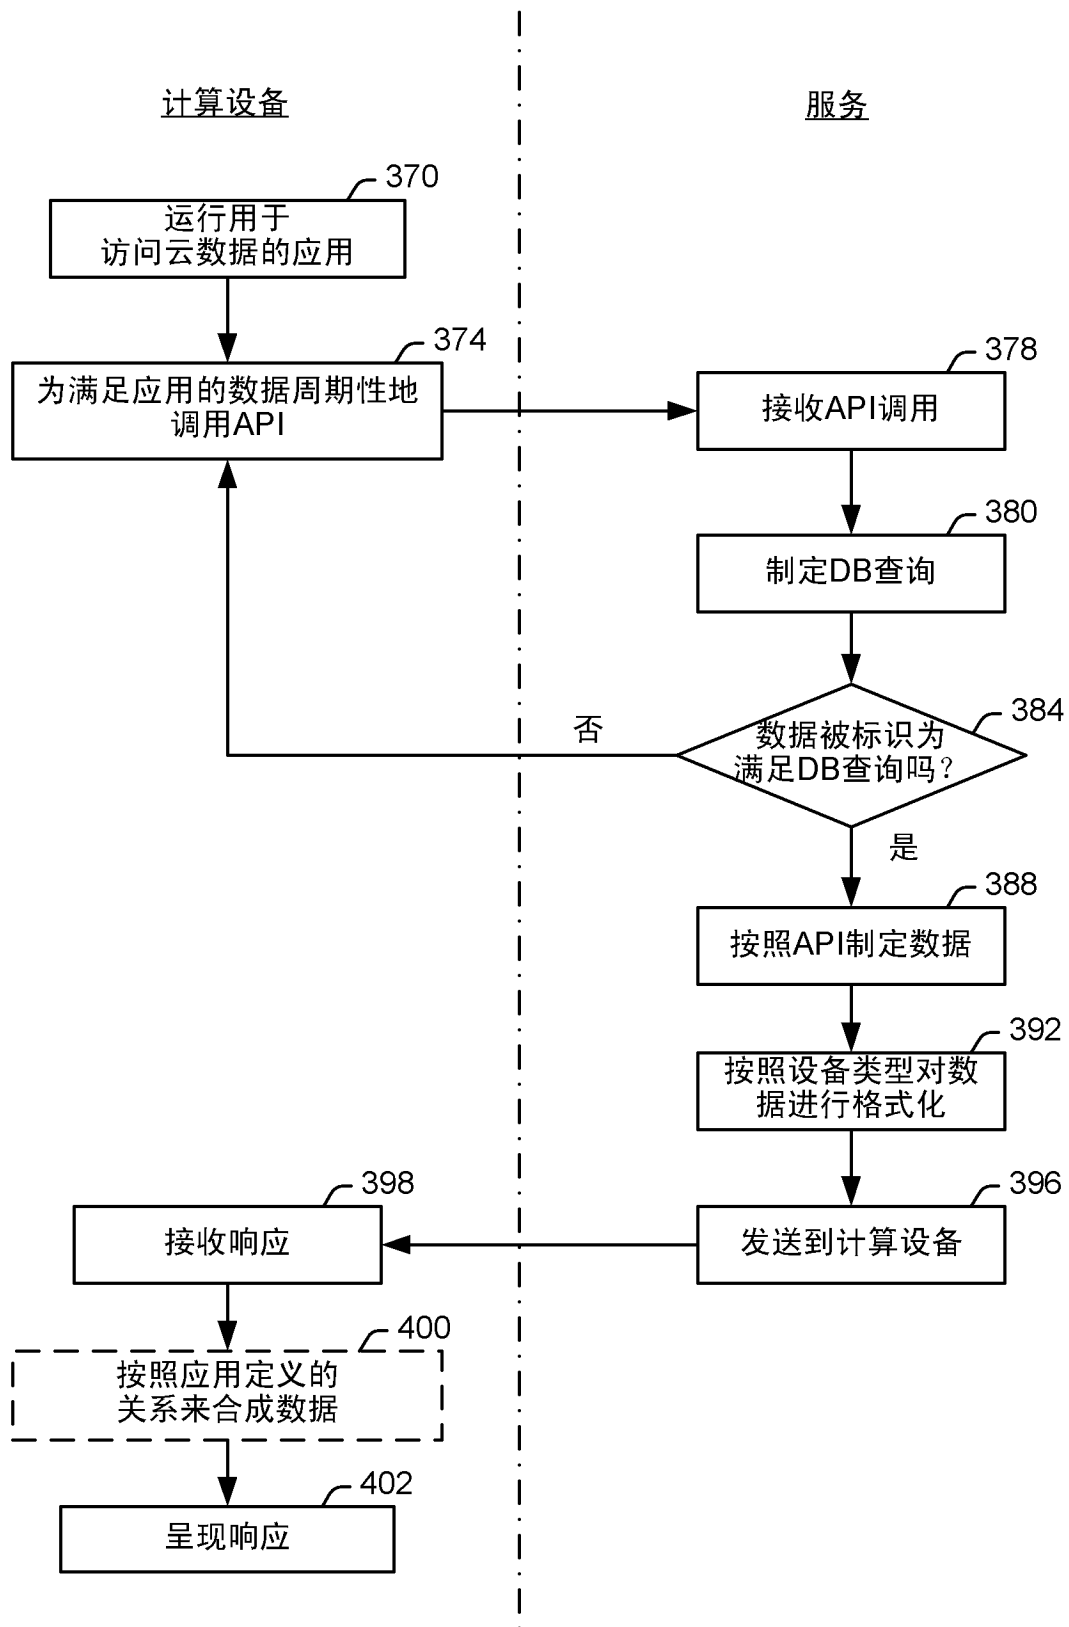 计算设备
服务
370
运行用于
访问云数据的应用
374
为满足应用的数据周期性地
调用API
378
接收API调用
380
制定DB查询
384
数据被标识为
满足DB查询吗？
否
是
388
按照API制定数据
392
按照设备类型对数
据进行格式化
396
发送到计算设备
398
接收响应
400
按照应用定义的
关系来合成数据
402
呈现响应